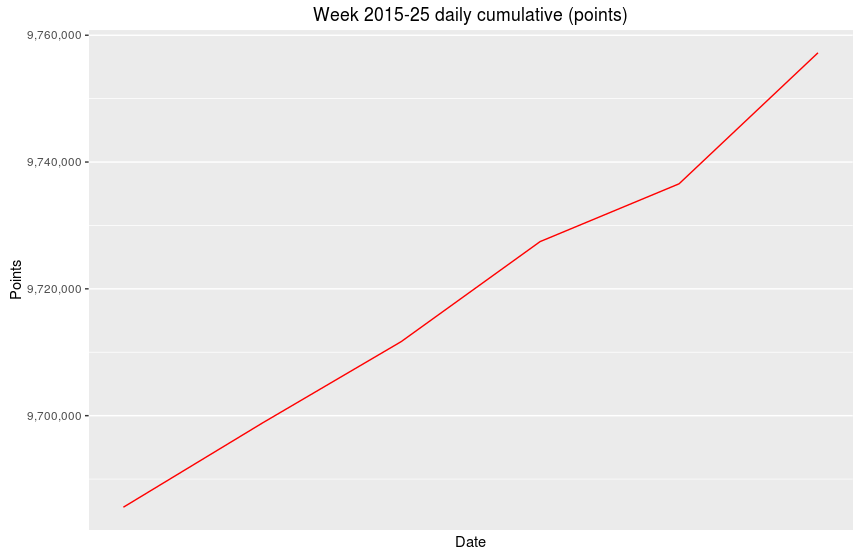 Week 2015-25 daily cumulative (points)
9,760,000
9,740,000
Points
9,720,000
9,700,000
Date